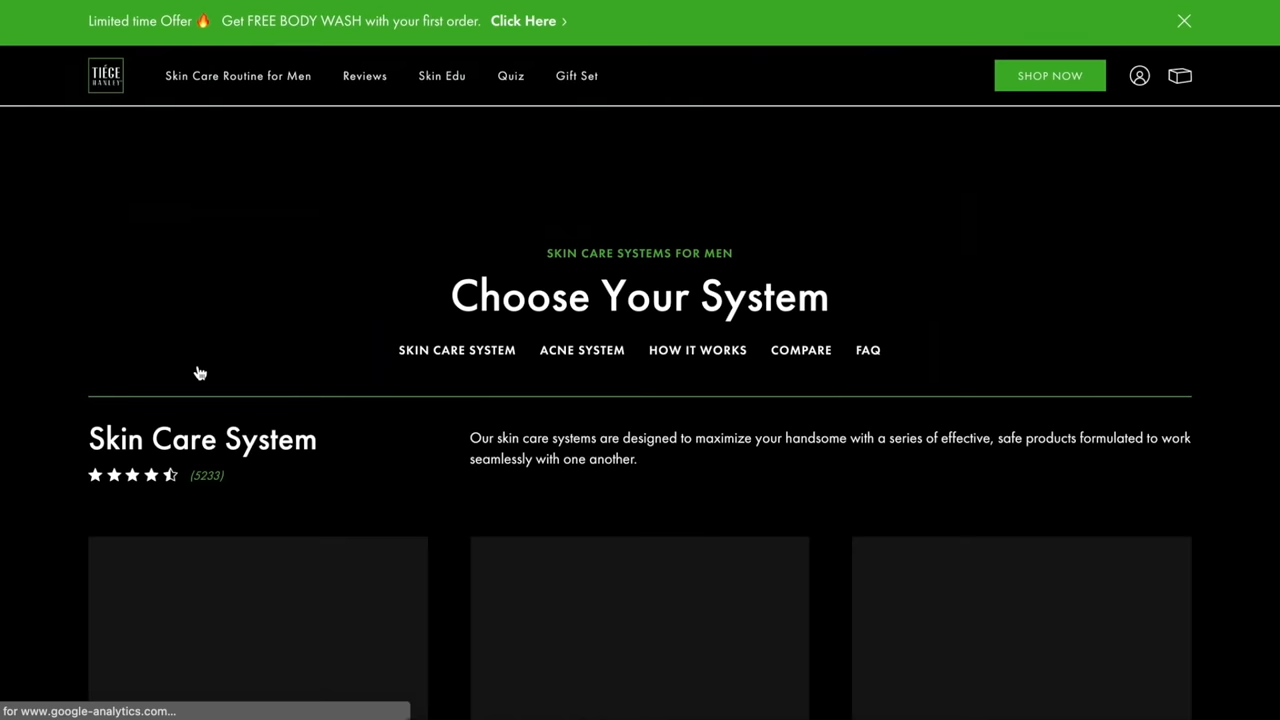 Limited time Offer 🔥 Get FREE BODY WASH with your first order. Click Here ›
TIÉGE
HANLEY
Skin Care Routine for Men Reviews Skin Edu Quiz Gift Set SHOP NOW
SKIN CARE SYSTEMS FOR MEN
Choose Your System
SKIN CARE SYSTEM ACNE SYSTEM HOW IT WORKS COMPARE FAQ
Skin Care System
(5233)
Our skin care systems are designed to maximize your handsome with a series of effective, safe products formulated to work
seamlessly with one another.
for www.google-analytics.com...